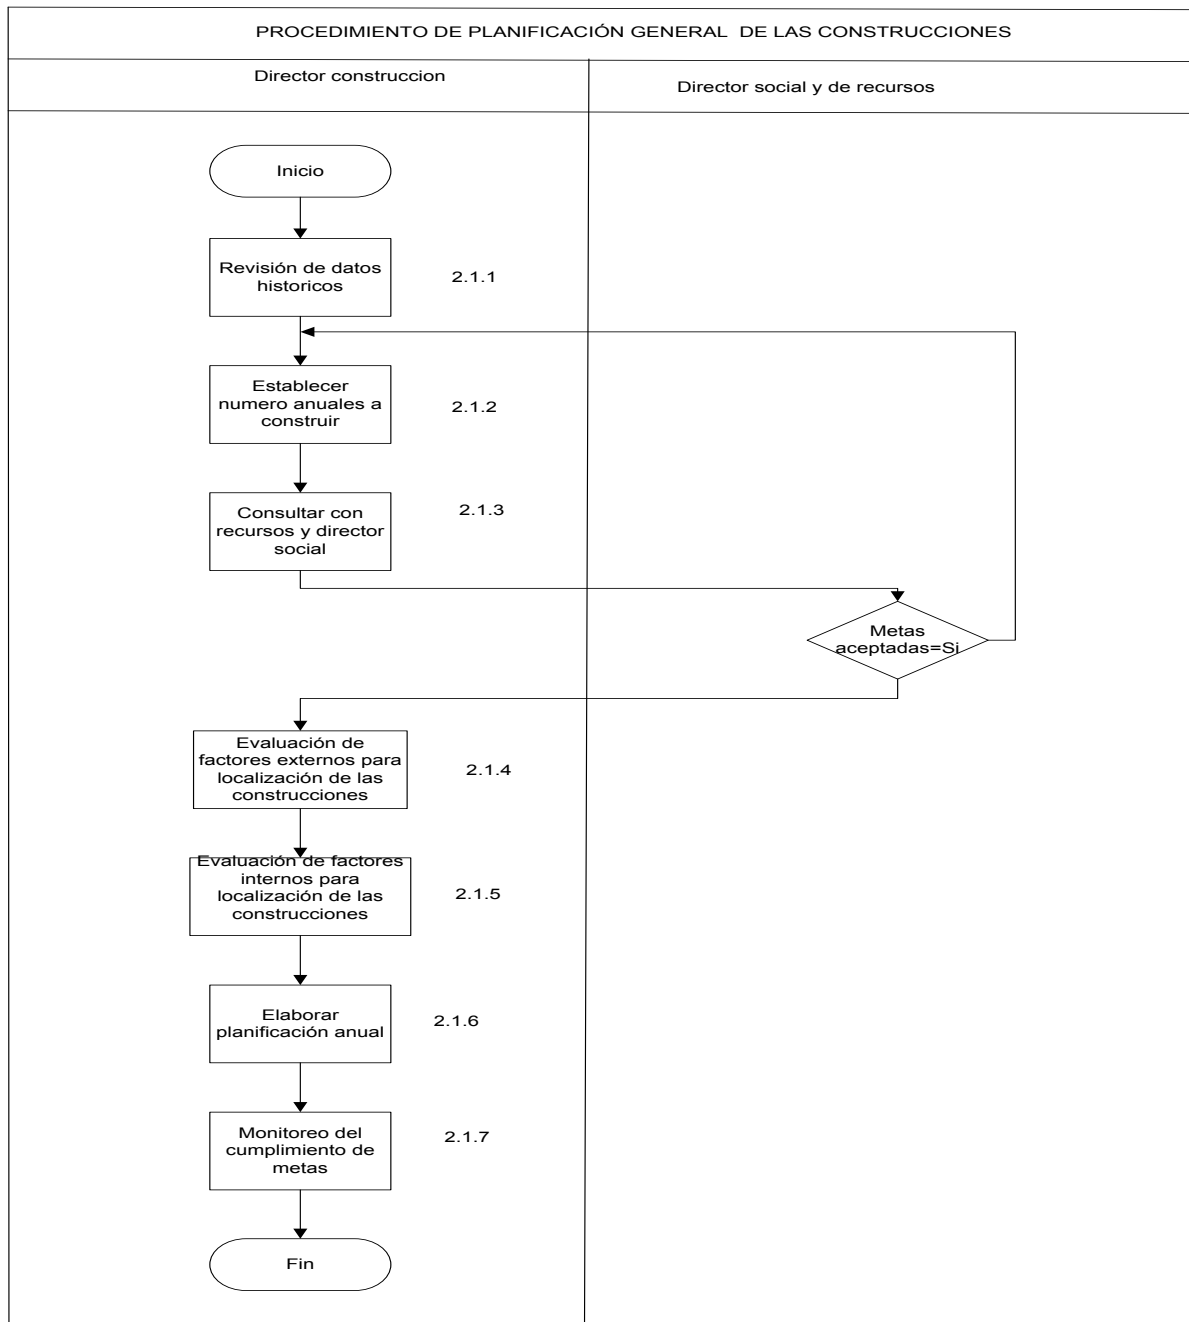 PROCEDIMIENTO DE PLANIFICACIÓN GENERAL DE LAS CONSTRUCCIONES
Director construccion
Director social y de recursos
Inicio
Revisión de datos
historicos
2.1.1
Establecer
numero anuales a
construir
2.1.2
Consultar con
recursos y director
social
2.1.3
Metas
aceptadas=Si
Evaluación de
factores externos para
localización de las
construcciones
2.1.4
Evaluación de factores
internos para
localización de las
construcciones
2.1.5
Elaborar
planificación anual
2.1.6
Monitoreo del
cumplimiento de
metas
2.1.7
Fin